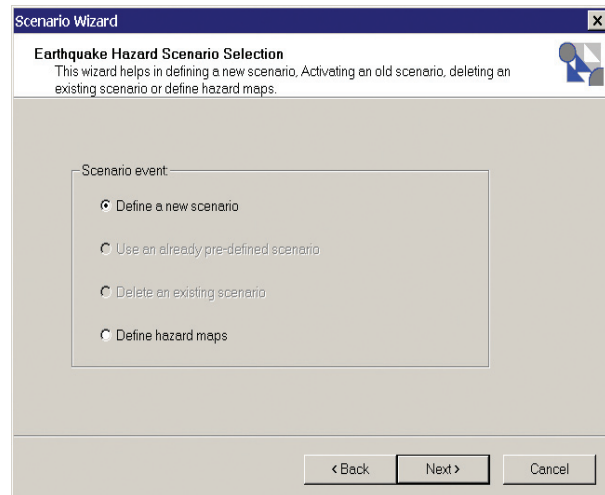 Scenario Wizard
Earthquake Hazard Scenario Selection
This wizard helps in defining a new scenario, Activating an old scenario, deleting an
existing scenario or define hazard maps.
Scenario event:
Define a new scenario
Use an already pre-defined scenario
Delete an existing scenario
Define hazard maps
< Back Next > Cancel